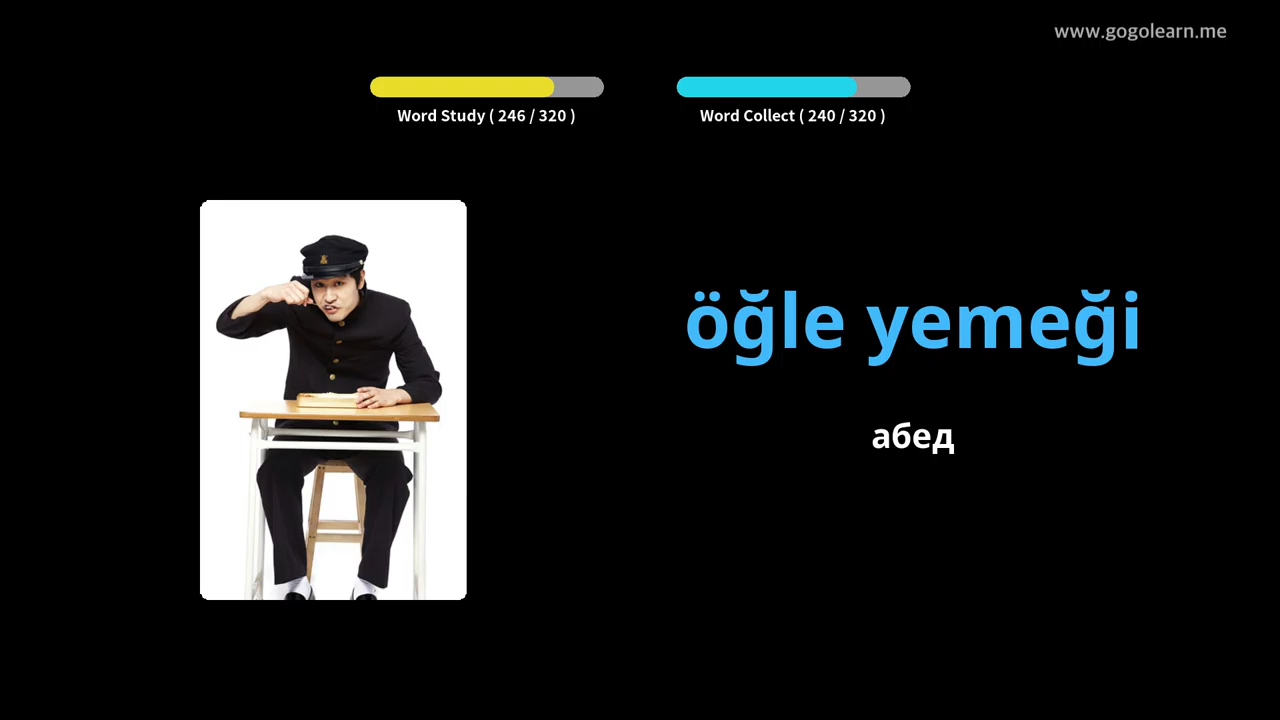 www.gogolearn.me
Word Study ( 246 / 320 )
Word Collect ( 240 / 320 )
öğle yemeği
абед